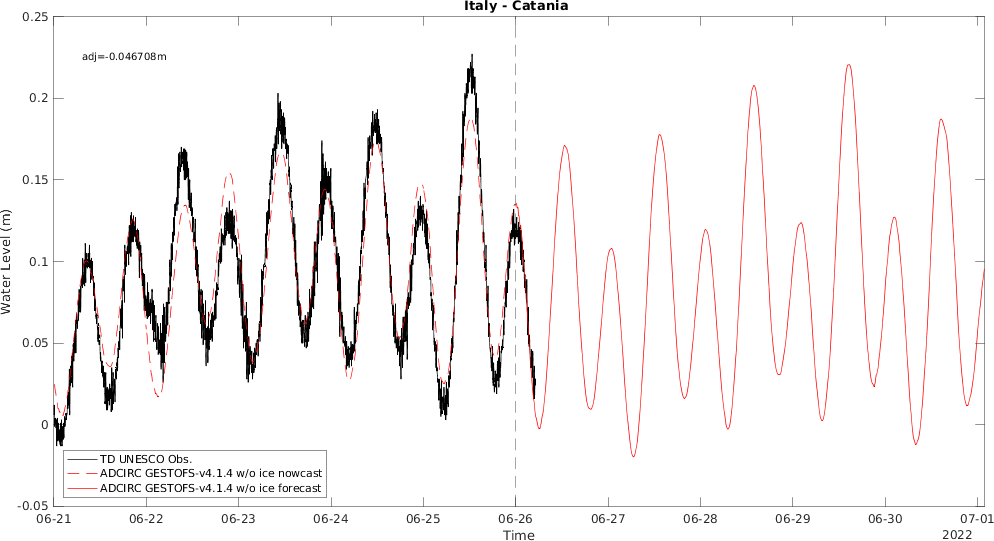 Italy - Catania
adj=-0.046708m
Water Level (m)
0.25
0.2
0.15
0.1
0.05
0
-0.05
TD UNESCO Obs.
ADCIRC GESTOFS-v4.1.4 w/o ice nowcast
ADCIRC GESTOFS-v4.1.4 w/o ice forecast
06-21 06-22 06-23 06-24 06-25 06-26 06-27 06-28 06-29 06-30 07-01
Time
2022